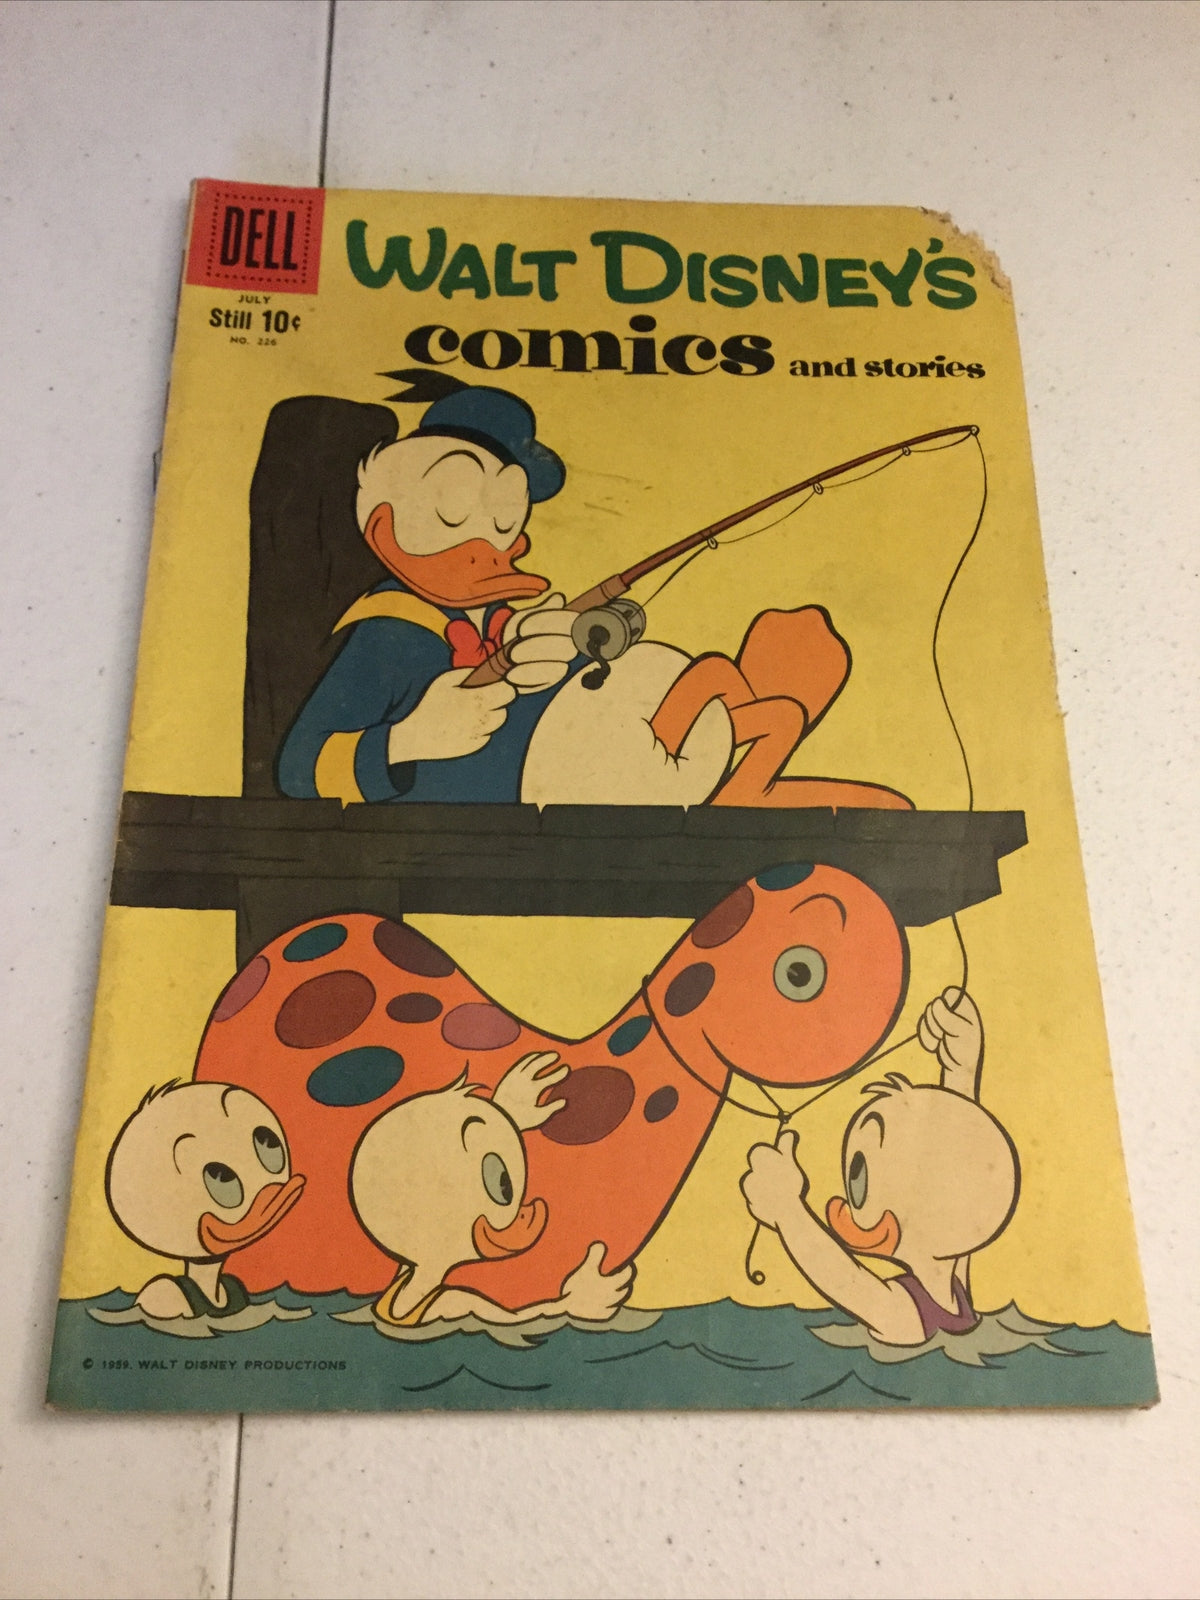 DELL
JULY
Still 10¢
NO. 226
WALT DISNEY'S
comics and stories
© 1959. WALT DISNEY PRODUCTIONS